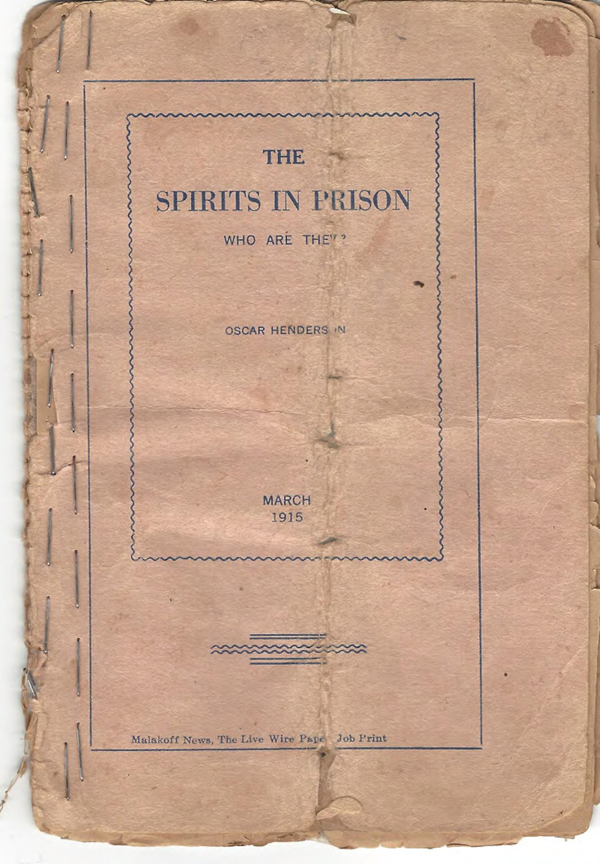 THE
SPIRITS IN PRISON
WHO ARE THEY?
OSCAR HENDERSON
MARCH
1915
Malakoff News, The Live Wire Paper Job Print